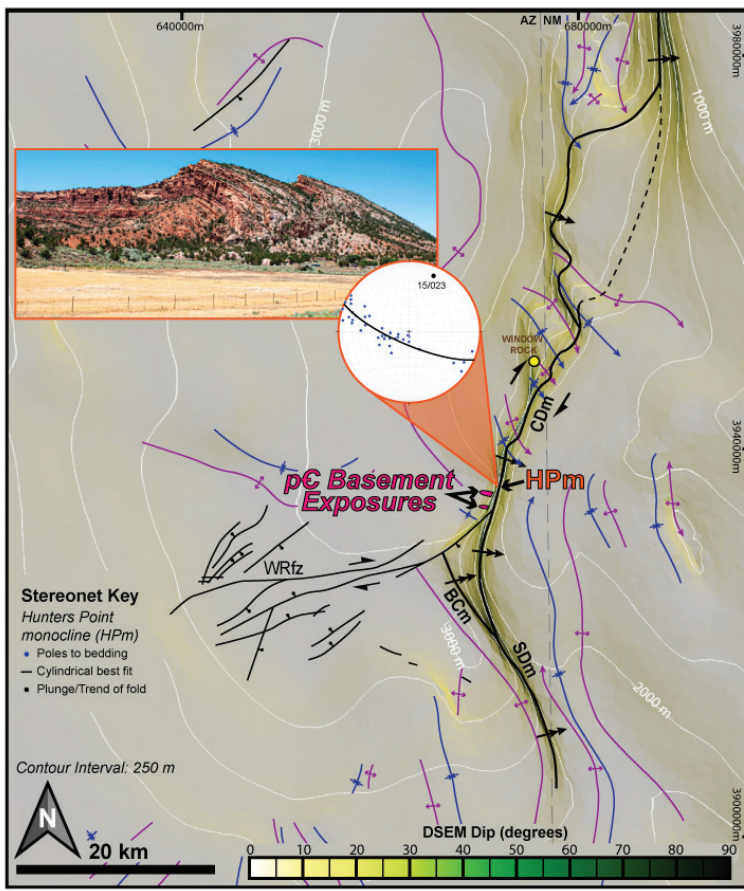 640000m
AZ
NM
680000m
3980000m
3000 m
1000 m
15/023
WINDOW
ROCK
CDm
3940000m
p€ Basement
Exposures
HPm
WRfz
BCm
SDm
3000 m
2000 m
Stereonet Key
Hunters Point
monocline (HPm)
Poles to bedding
Cylindrical best fit
Plunge/Trend of fold
Contour Interval: 250 m
N
20 km
3900000m
DSEM Dip (degrees)
0 10 20 30 40 50 60 70 80 90